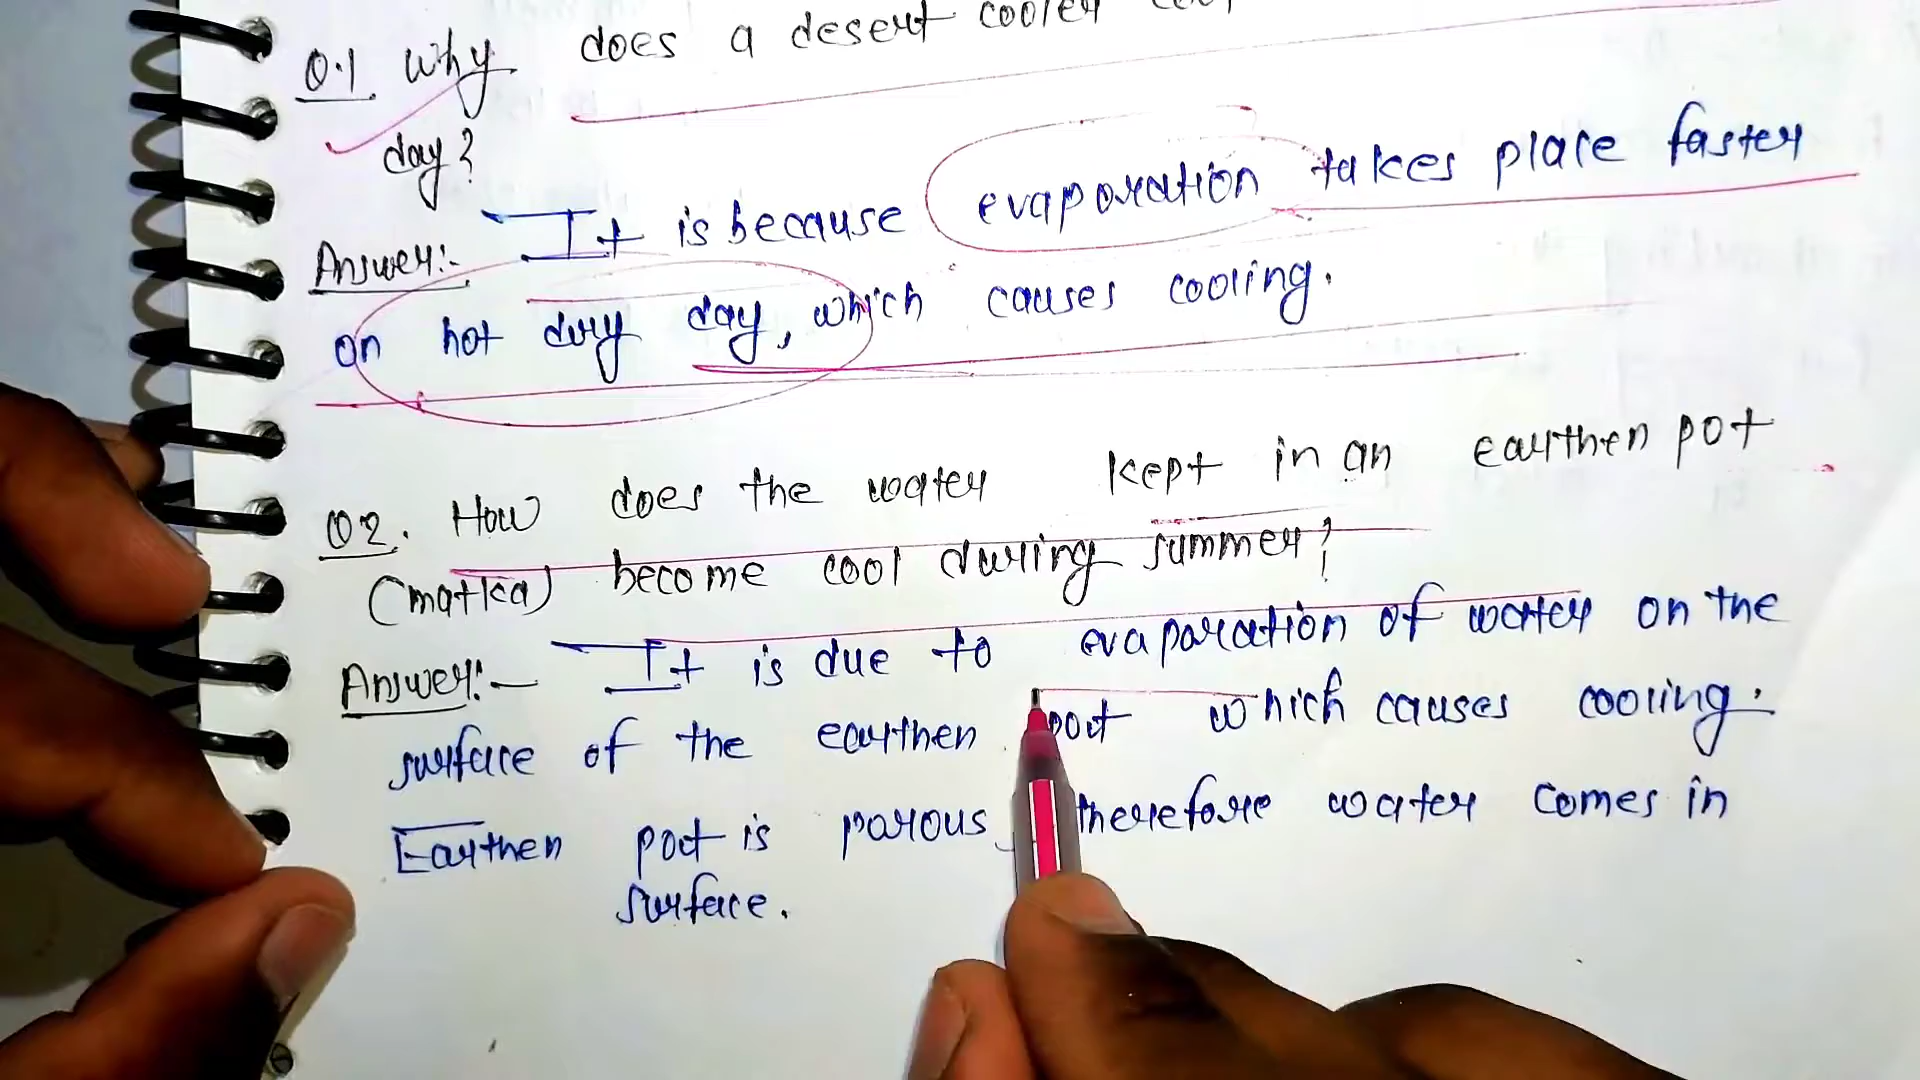 Q.1 Why does a desert cooler
day?
Answer:- It is because evaporation takes place faster
on hot dry day, which causes cooling.
Q2. How does the water kept in an earthen pot
(matka) become cool during summer?
Answer:- It is due to evaporation of water on the
surface of the earthen pot which causes cooling.
Earthen pot is porous, therefore water comes in
surface.